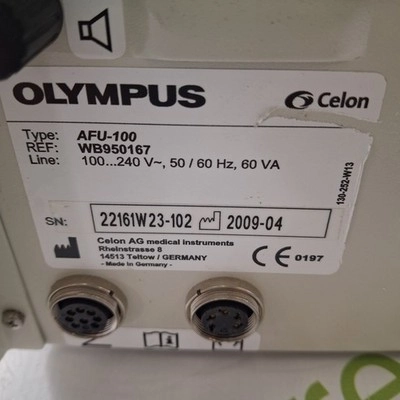 OLYMPUS
Celon
Type: AFU-100
REF: WB950167
Line: 100...240 V~, 50 / 60 Hz, 60 VA
130-252-W13
SN: 22161W23-102 2009-04
Celon AG medical instruments
Rheinstrasse 8
14513 Teltow / GERMANY
- Made in Germany -
CE 0197
re